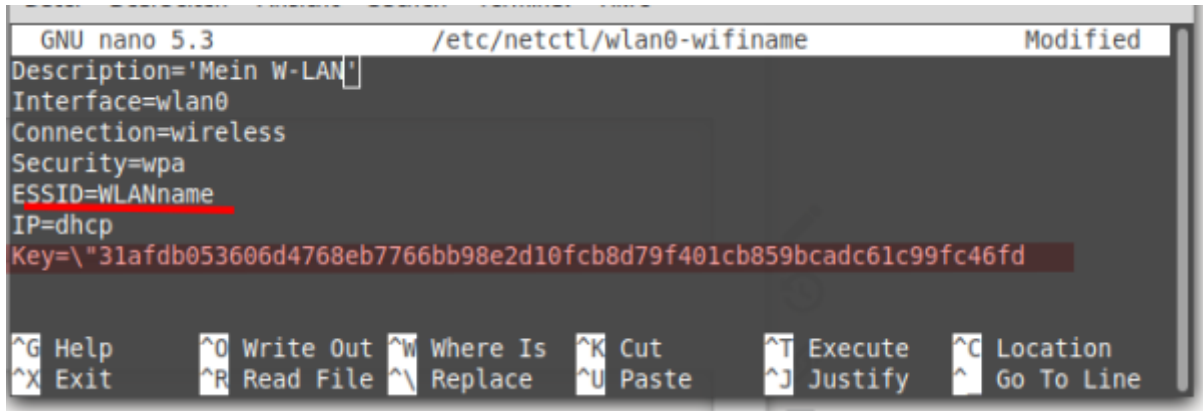 GNU nano 5.3 /etc/netctl/wlan0-wifiname Modified
Description='Mein W-LAN'
Interface=wlan0
Connection=wireless
Security=wpa
ESSID=WLANname
IP=dhcp
Key=\"31afdb053606d4768eb7766bb98e2d10fcb8d79f401cb859bcadc61c99fc46fd
^G Help ^O Write Out ^W Where Is ^K Cut ^T Execute ^C Location
^X Exit ^R Read File ^\ Replace ^U Paste ^J Justify ^_ Go To Line